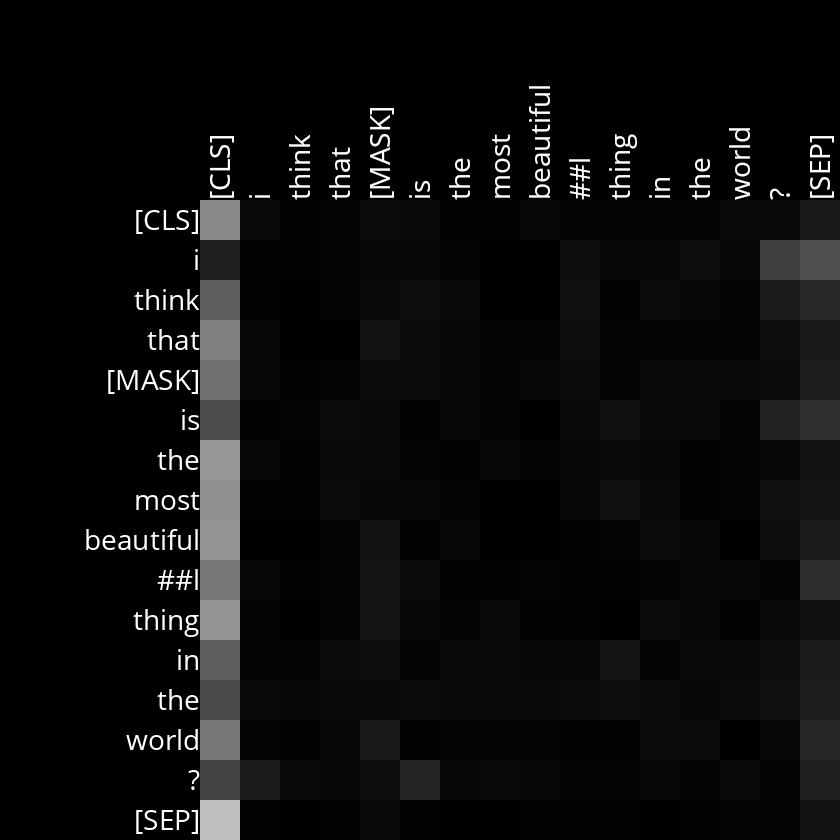 [CLS] i think that [MASK] is the most beautiful ##l thing in the world ? [SEP]
[CLS]
i
think
that
[MASK]
is
the
most
beautiful
##l
thing
in
the
world
?
[SEP]